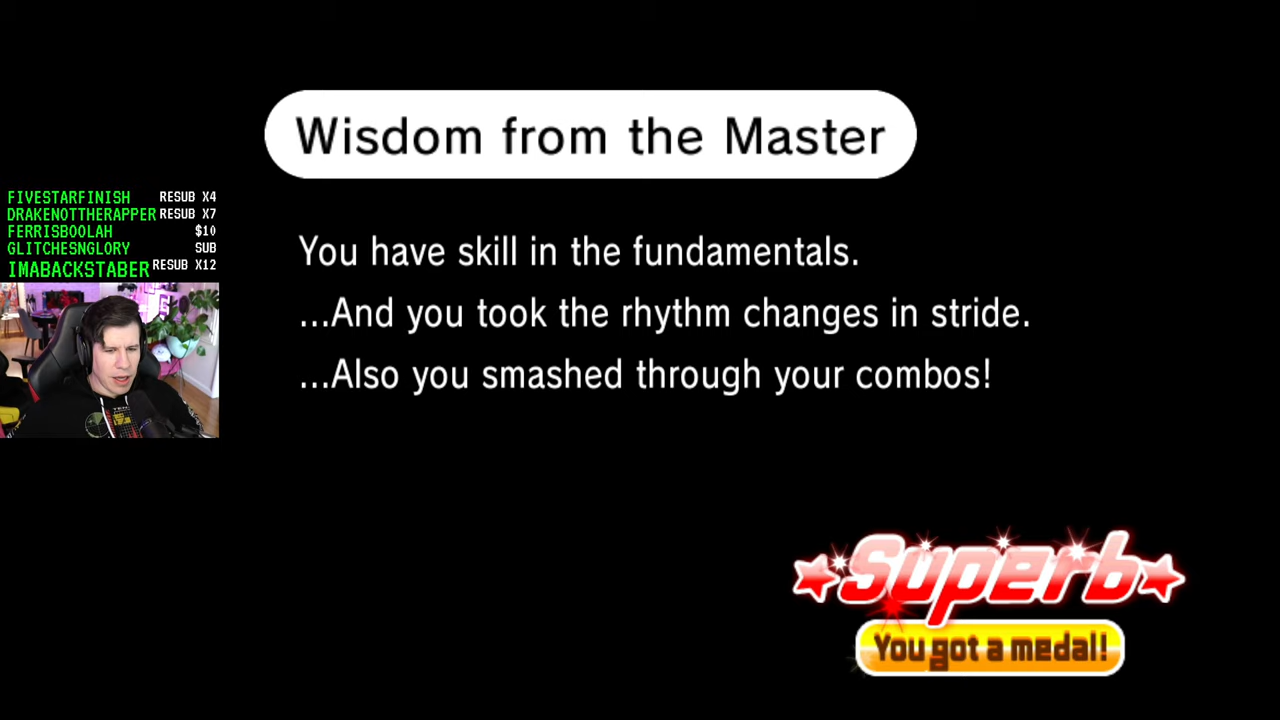 Wisdom from the Master
You have skill in the fundamentals.
...And you took the rhythm changes in stride.
...Also you smashed through your combos!
FIVESTARFINISH RESUB X4
DRAKENOTTHERAPPER RESUB X7
FERRISBOOLAH $10
GLITCHESNGLORY SUB
IMABACKSTABER RESUB X12
Superb
You got a medal!